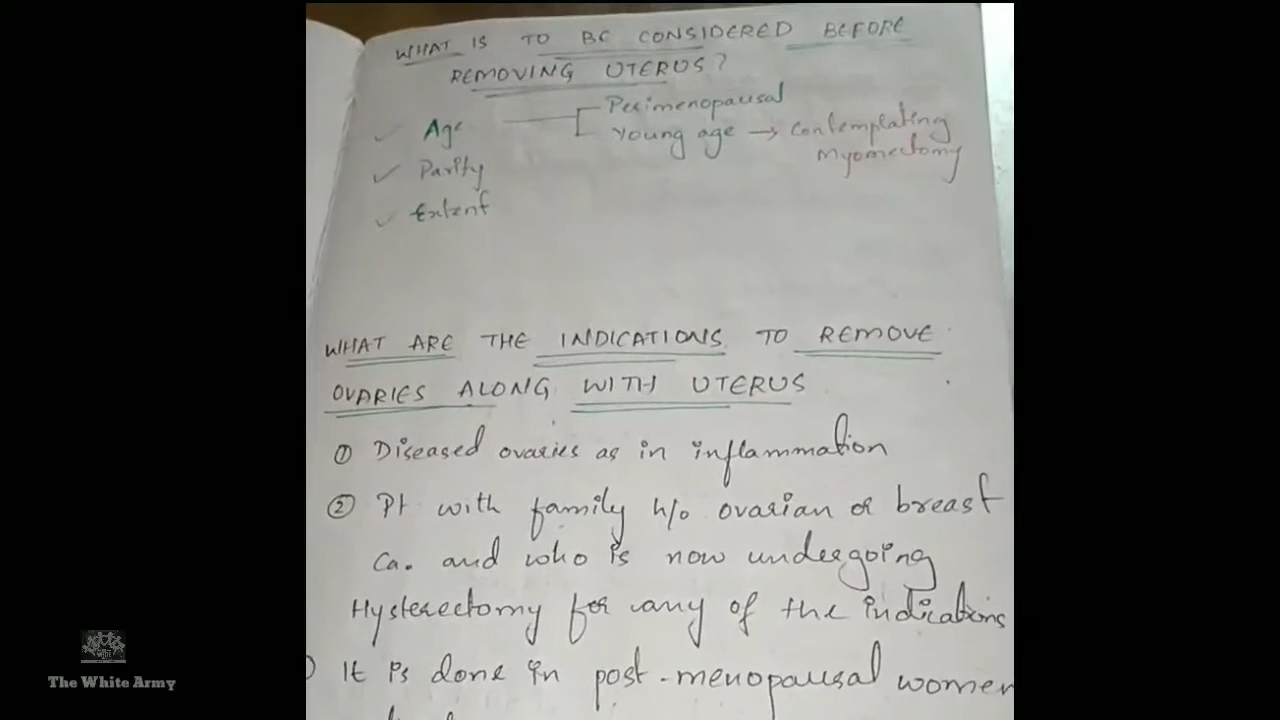 WHAT IS TO BE CONSIDERED BEFORE
REMOVING UTERUS?
Age
Perimenopausal
Young age → Contemplating
Myomectomy
Parity
Extent
WHAT ARE THE INDICATIONS TO REMOVE
OVARIES ALONG WITH UTERUS
① Diseased ovaries as in inflammation
② Pt with family h/o ovarian or breast
Ca. and who is now undergoing
Hysterectomy for any of the indications
It is done in post-menopausal women
The White Army